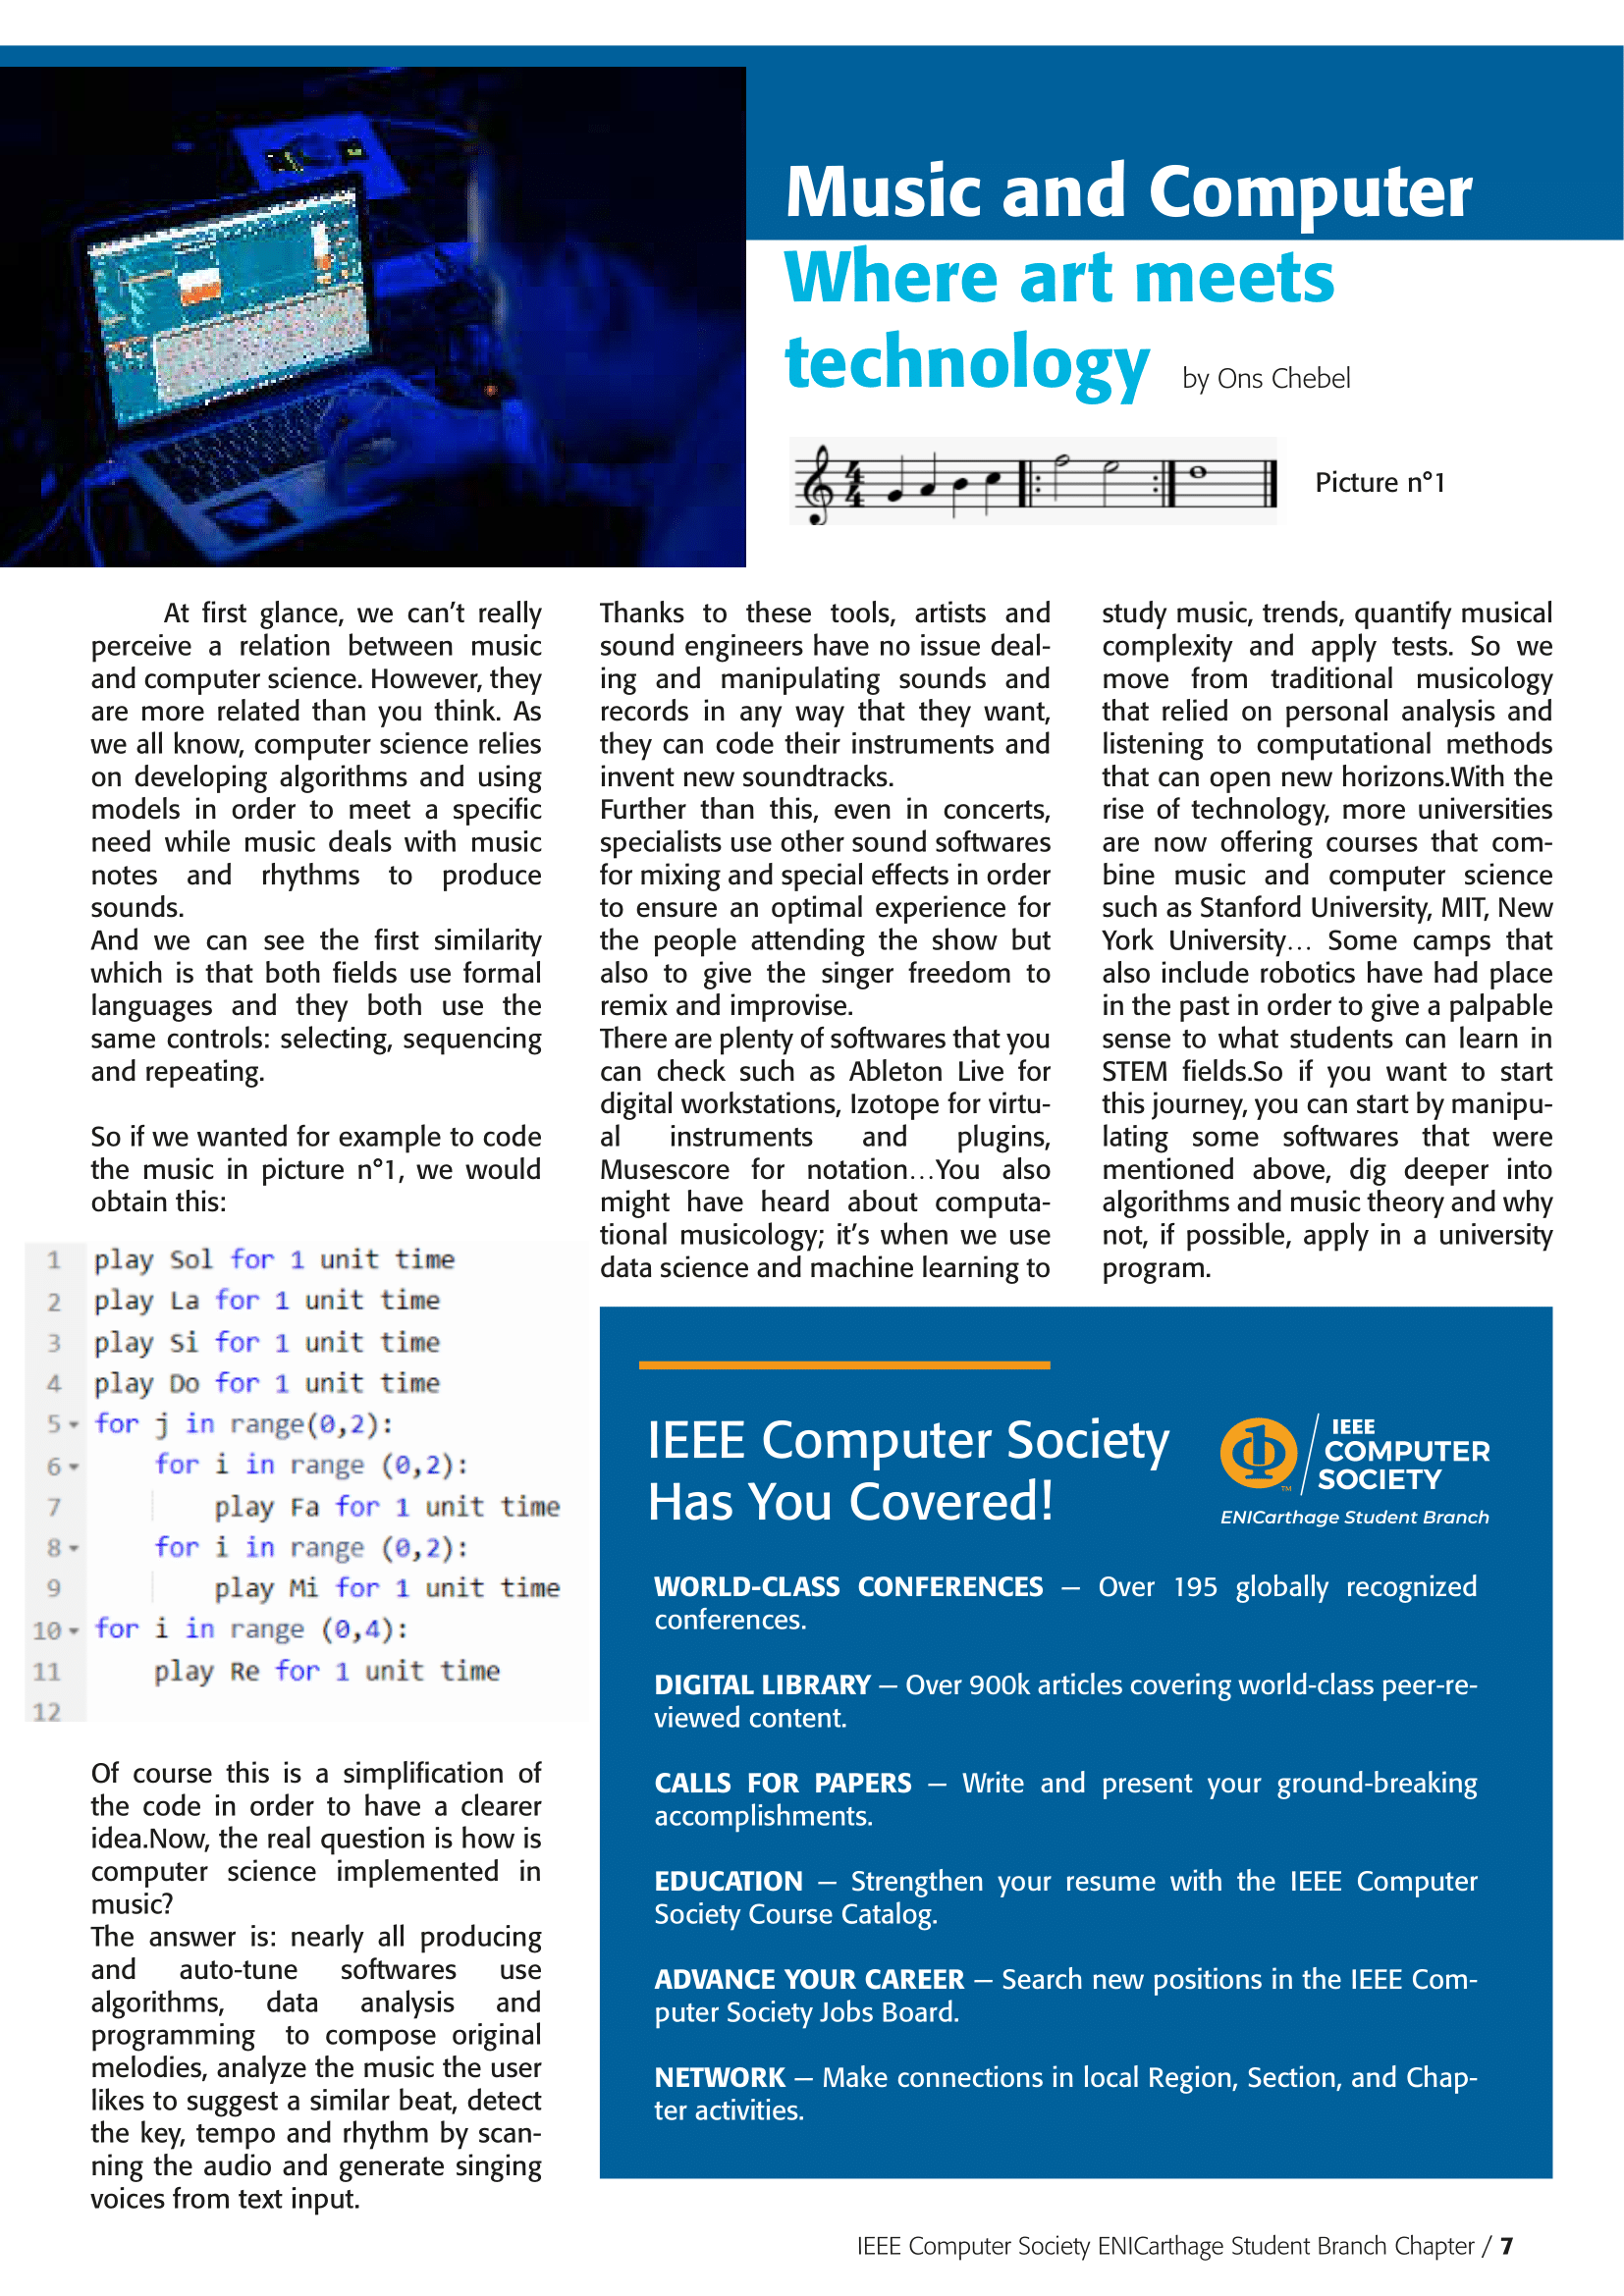 Music and Computer
Where art meets
technology by Ons Chebel
Picture n°1
At first glance, we can't really
perceive a relation between music
and computer science. However, they
are more related than you think. As
we all know, computer science relies
on developing algorithms and using
models in order to meet a specific
need while music deals with music
notes and rhythms to produce
sounds.
And we can see the first similarity
which is that both fields use formal
languages and they both use the
same controls: selecting, sequencing
and repeating.
So if we wanted for example to code
the music in picture n°1, we would
obtain this:
1 play Sol for 1 unit time
2 play La for 1 unit time
3 play Si for 1 unit time
4 play Do for 1 unit time
5 for j in range(0,2):
6 for i in range (0,2):
7 play Fa for 1 unit time
8 for i in range (0,2):
9 play Mi for 1 unit time
10 for i in range (0,4):
11 play Re for 1 unit time
12
Of course this is a simplification of
the code in order to have a clearer
idea.Now, the real question is how is
computer science implemented in
music?
The answer is: nearly all producing
and auto-tune softwares use
algorithms, data analysis and
programming to compose original
melodies, analyze the music the user
likes to suggest a similar beat, detect
the key, tempo and rhythm by scan-
ning the audio and generate singing
voices from text input.
Thanks to these tools, artists and
sound engineers have no issue deal-
ing and manipulating sounds and
records in any way that they want,
they can code their instruments and
invent new soundtracks.
Further than this, even in concerts,
specialists use other sound softwares
for mixing and special effects in order
to ensure an optimal experience for
the people attending the show but
also to give the singer freedom to
remix and improvise.
There are plenty of softwares that you
can check such as Ableton Live for
digital workstations, Izotope for virtu-
al instruments and plugins,
Musescore for notation...You also
might have heard about computa-
tional musicology; it's when we use
data science and machine learning to
study music, trends, quantify musical
complexity and apply tests. So we
move from traditional musicology
that relied on personal analysis and
listening to computational methods
that can open new horizons.With the
rise of technology, more universities
are now offering courses that com-
bine music and computer science
such as Stanford University, MIT, New
York University... Some camps that
also include robotics have had place
in the past in order to give a palpable
sense to what students can learn in
STEM fields.So if you want to start
this journey, you can start by manipu-
lating some softwares that were
mentioned above, dig deeper into
algorithms and music theory and why
not, if possible, apply in a university
program.
IEEE Computer Society
Has You Covered!
IEEE
COMPUTER
SOCIETY
TM
ENICarthage Student Branch
WORLD-CLASS CONFERENCES — Over 195 globally recognized
conferences.
DIGITAL LIBRARY — Over 900k articles covering world-class peer-re-
viewed content.
CALLS FOR PAPERS — Write and present your ground-breaking
accomplishments.
EDUCATION — Strengthen your resume with the IEEE Computer
Society Course Catalog.
ADVANCE YOUR CAREER — Search new positions in the IEEE Com-
puter Society Jobs Board.
NETWORK — Make connections in local Region, Section, and Chap-
ter activities.
IEEE Computer Society ENICarthage Student Branch Chapter / 7